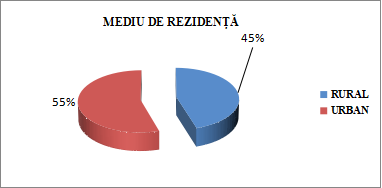 MEDIU DE REZIDENȚĂ
45%
55%
RURAL
URBAN